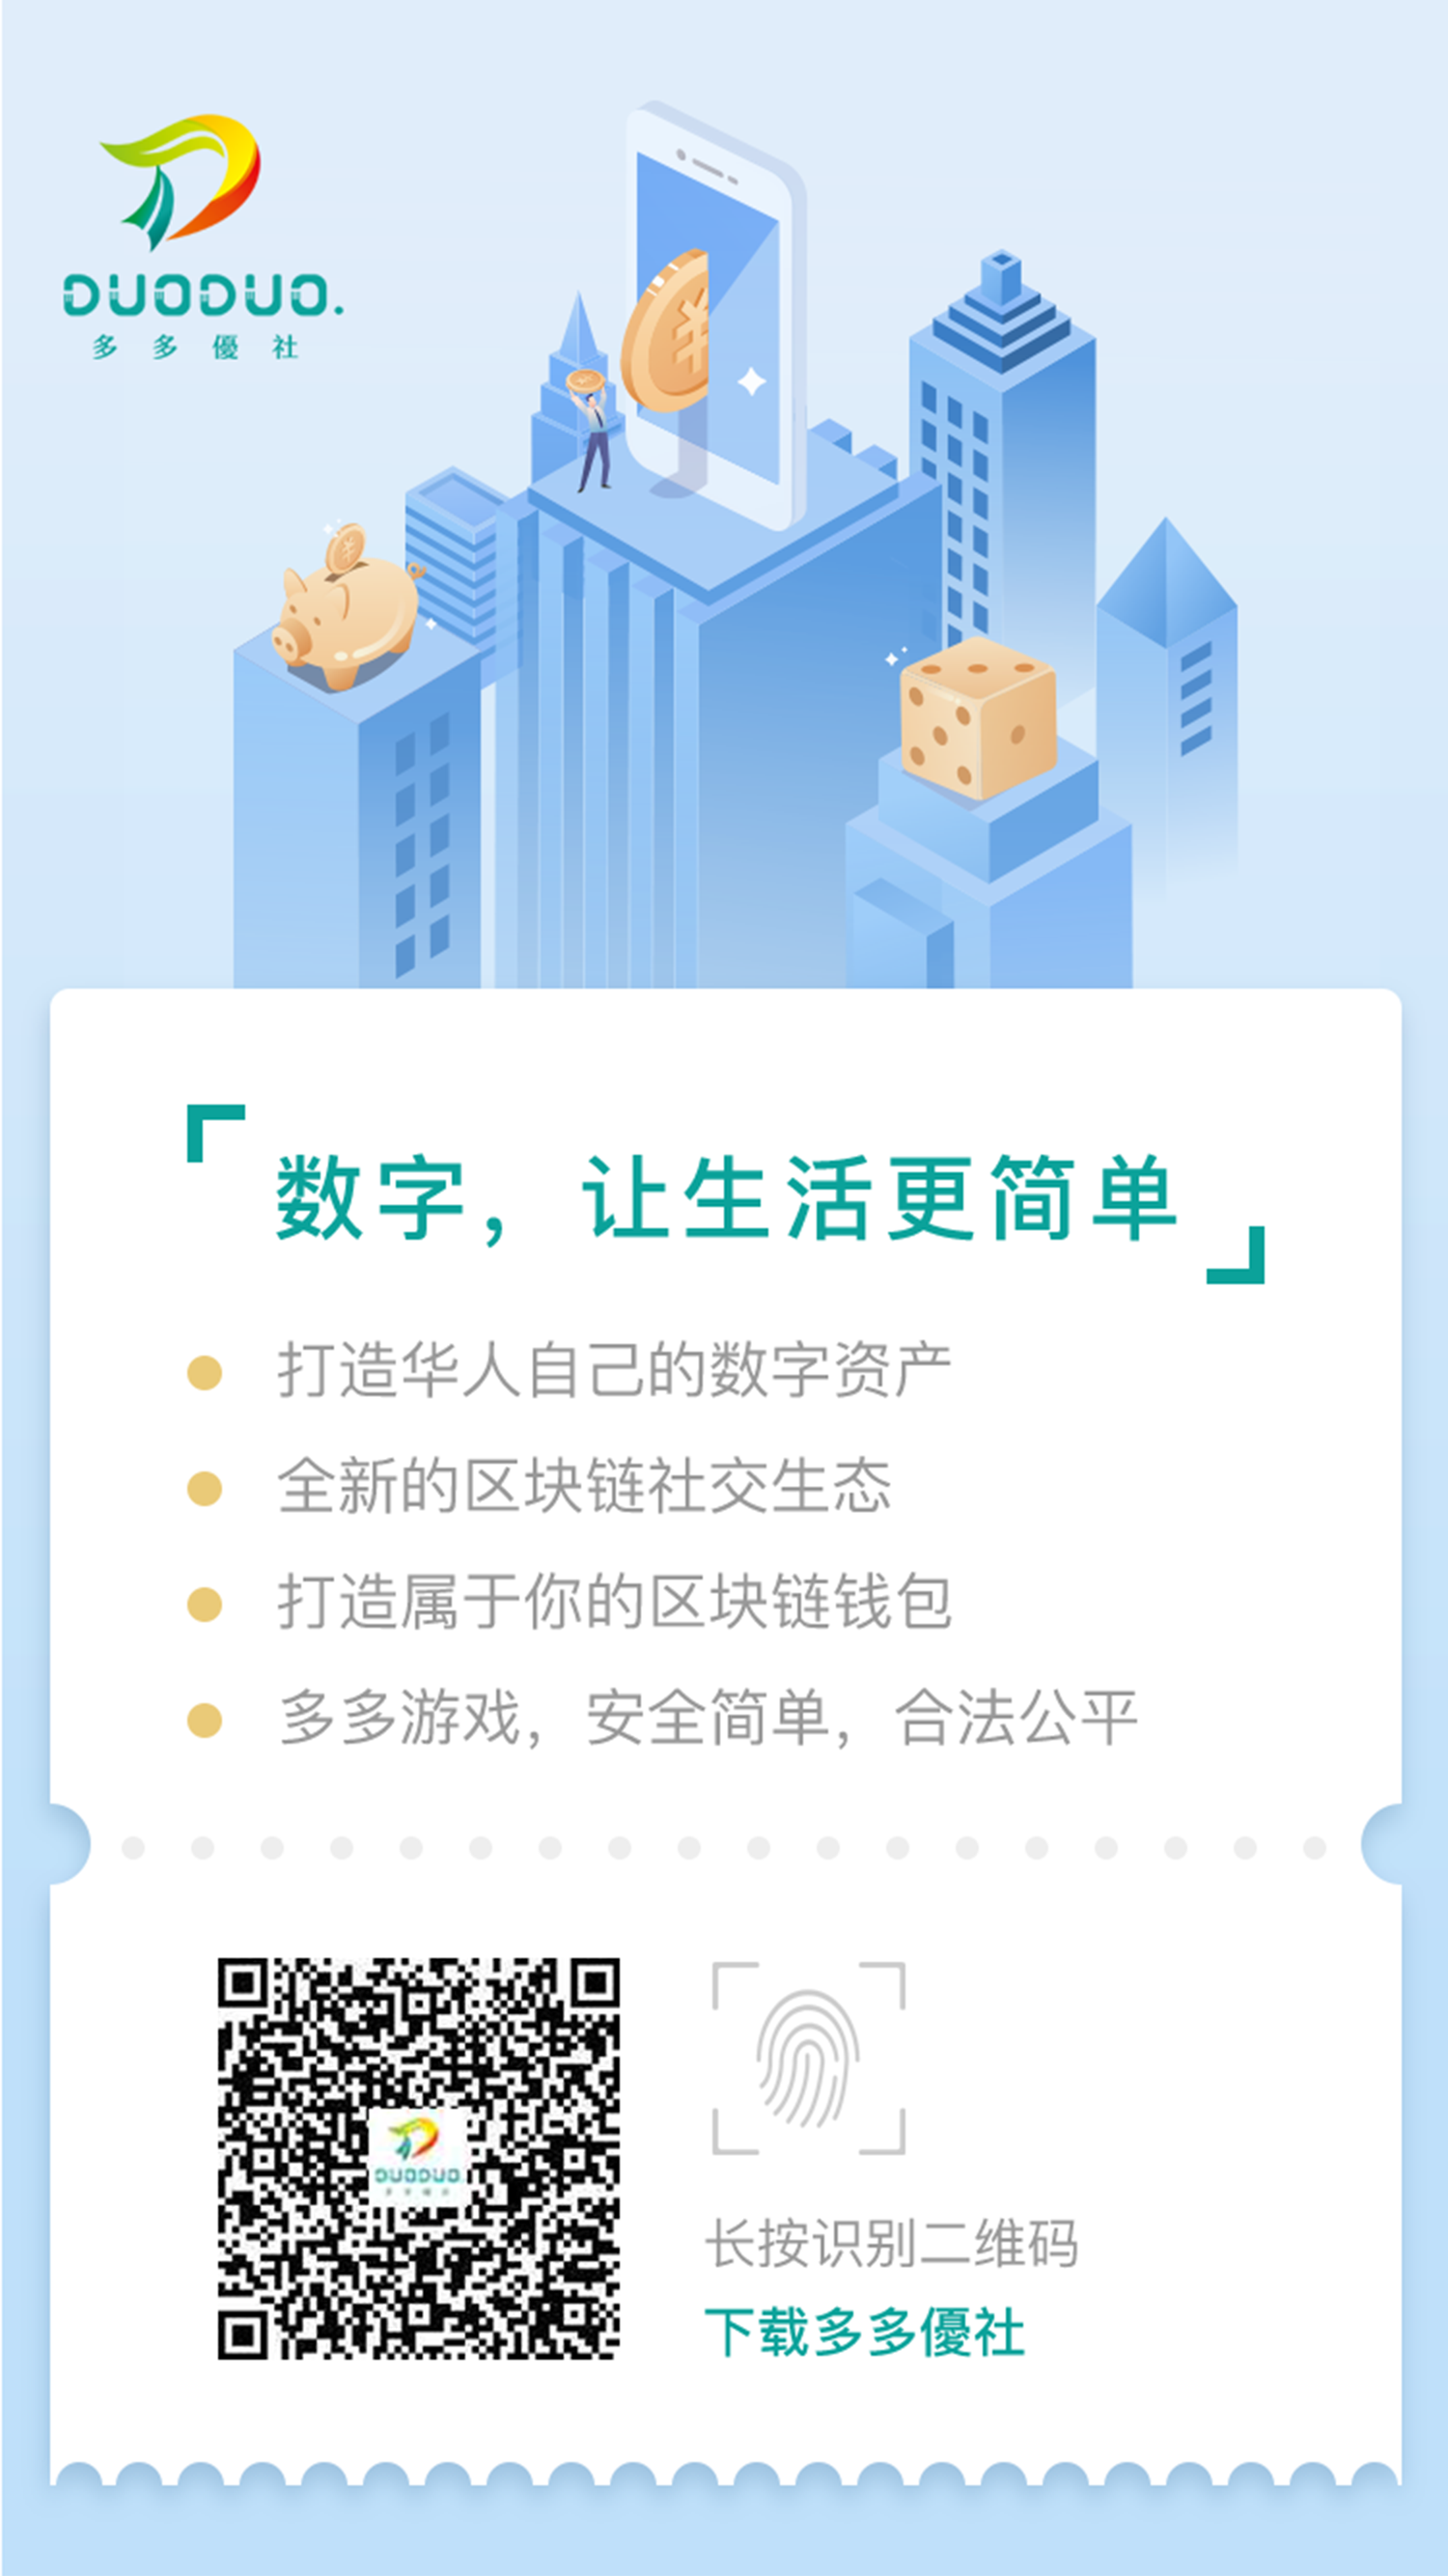 DUODUO.
多多優社
数字，让生活更简单
打造华人自己的数字资产
全新的区块链社交生态
打造属于你的区块链钱包
多多游戏，安全简单，合法公平
DUODUO
长按识别二维码
下载多多優社